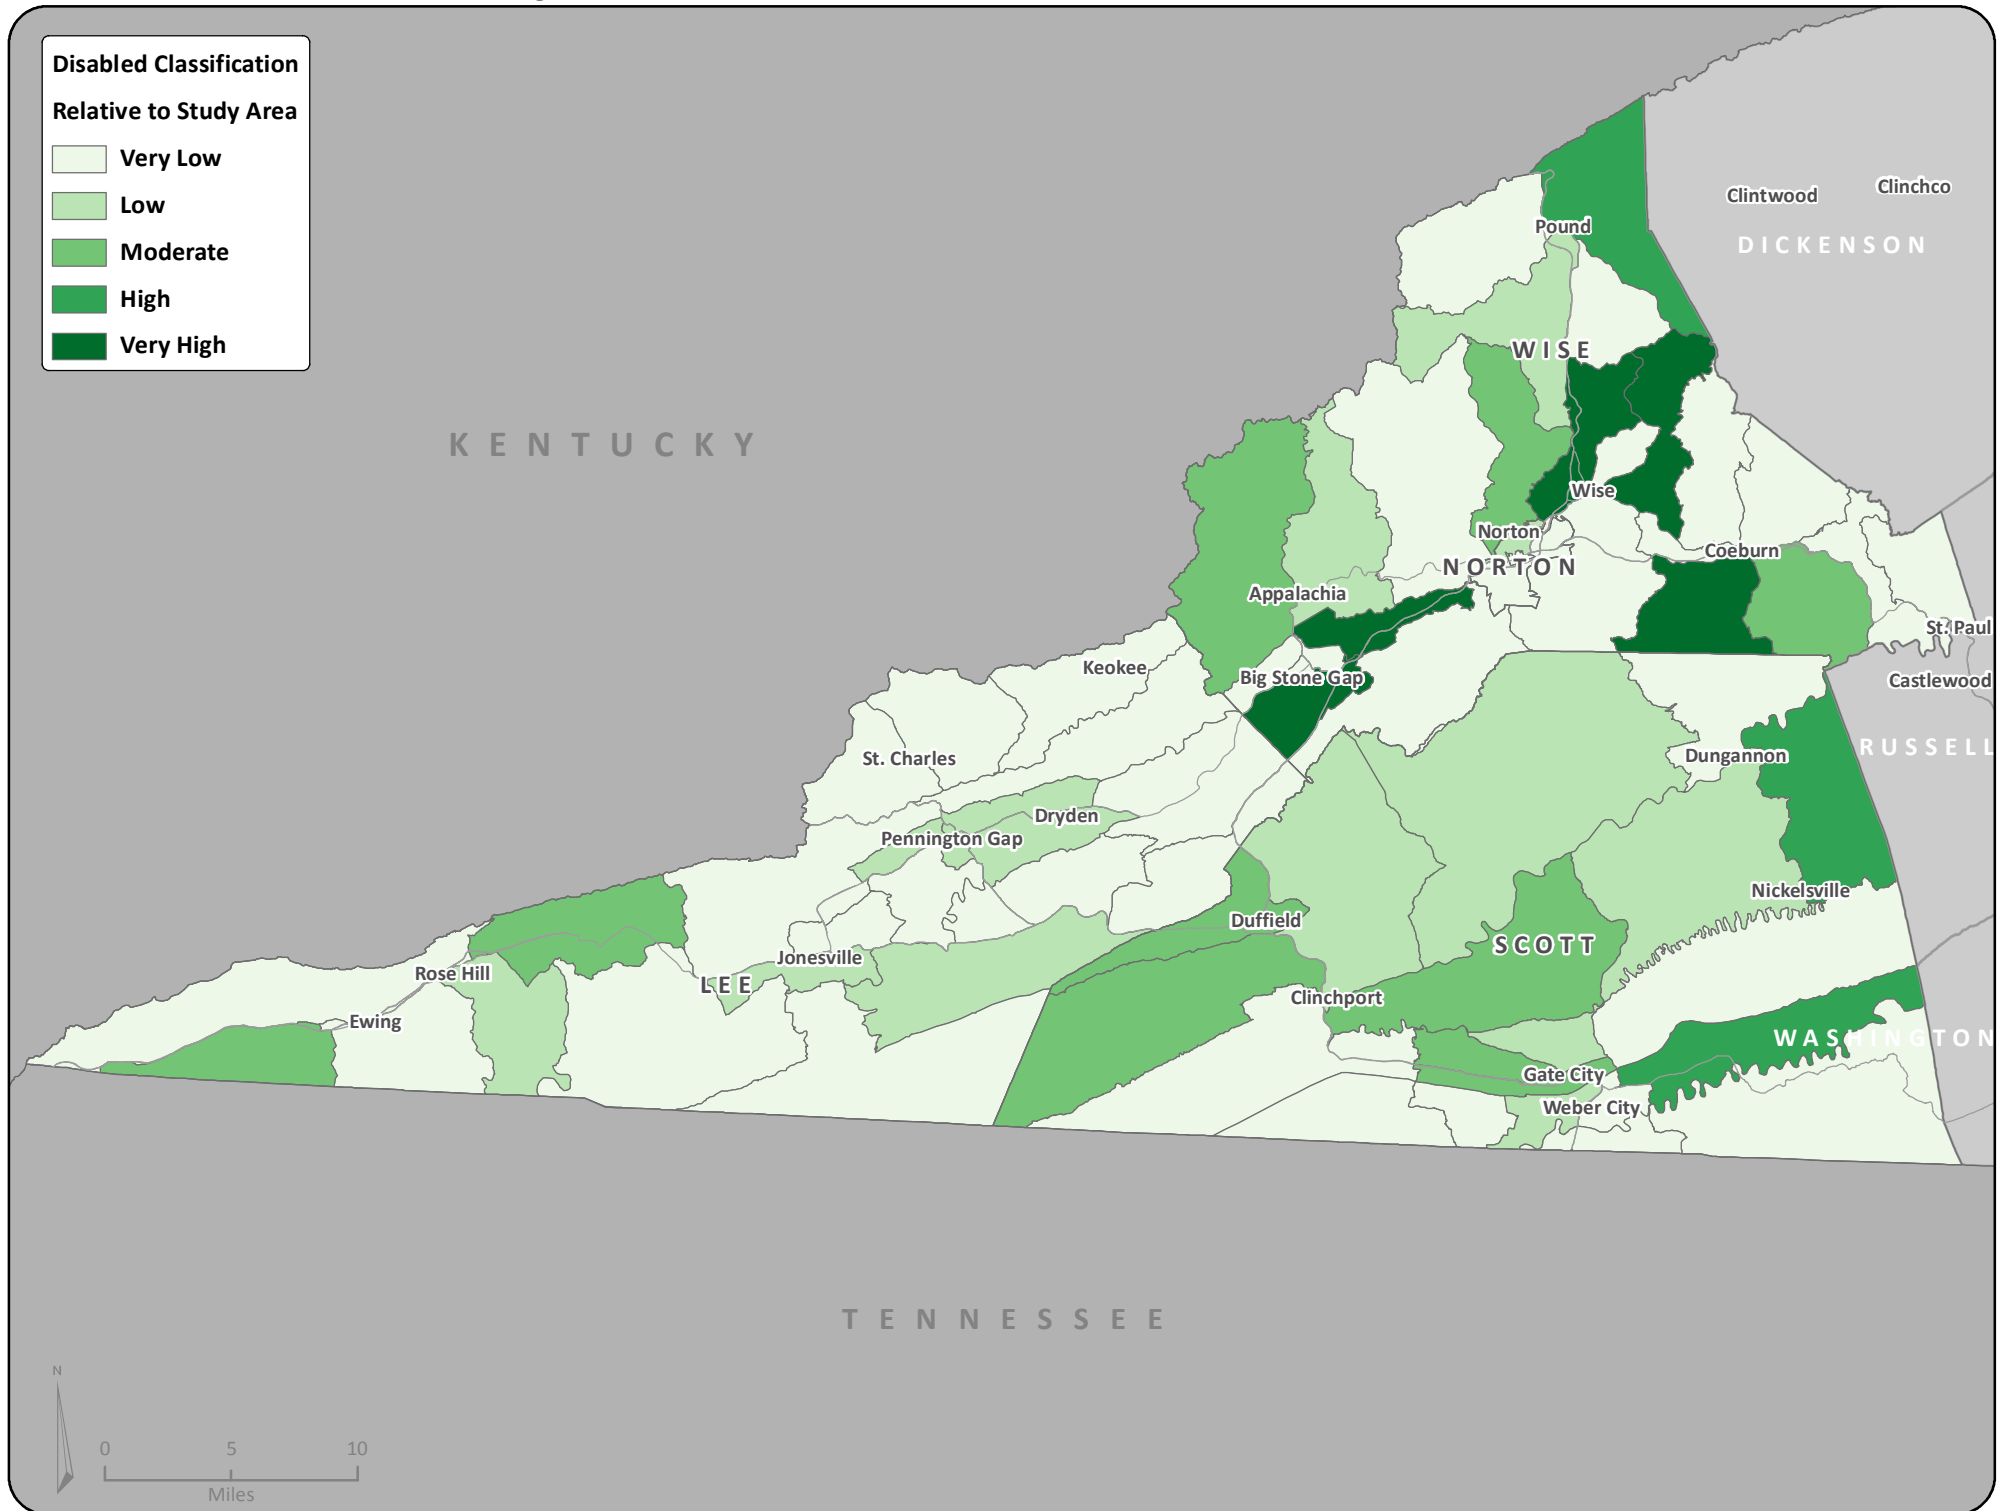 Disabled Classification
Relative to Study Area
Very Low
Low
Moderate
High
Very High
Clintwood
Clinchco
DICKENSON
Pound
WISE
KENTUCKY
Wise
Norton
NORTON
Coeburn
Appalachia
St. Paul
Keokee
Big Stone Gap
Castlewood
St. Charles
Dungannon
RUSSELL
Dryden
Pennington Gap
Nickelsville
Duffield
SCOTT
Jonesville
Rose Hill
LEE
Clinchport
Ewing
WASHINGTON
Gate City
Weber City
TENNESSEE
N
0 5 10
Miles